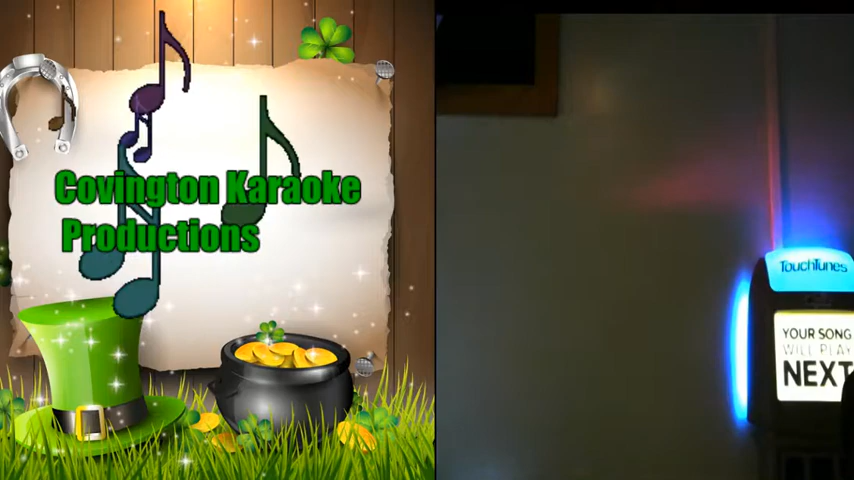 Covington Karaoke
Productions
TouchTunes
YOUR SONG
WILL PLAY
NEXT